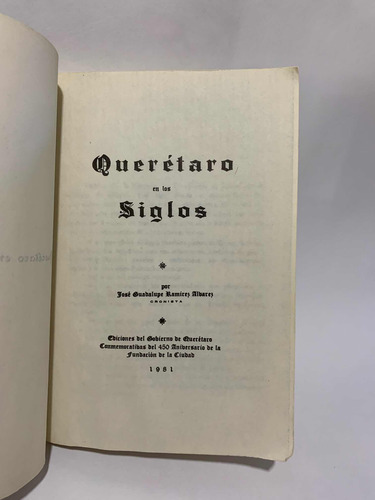 Querétaro
en los
Siglos
por
José Guadalupe Ramírez Alvarez
CRONISTA
Ediciones del Gobierno de Querétaro
Conmemorativas del 450 Aniversario de la
Fundación de la Ciudad
1981